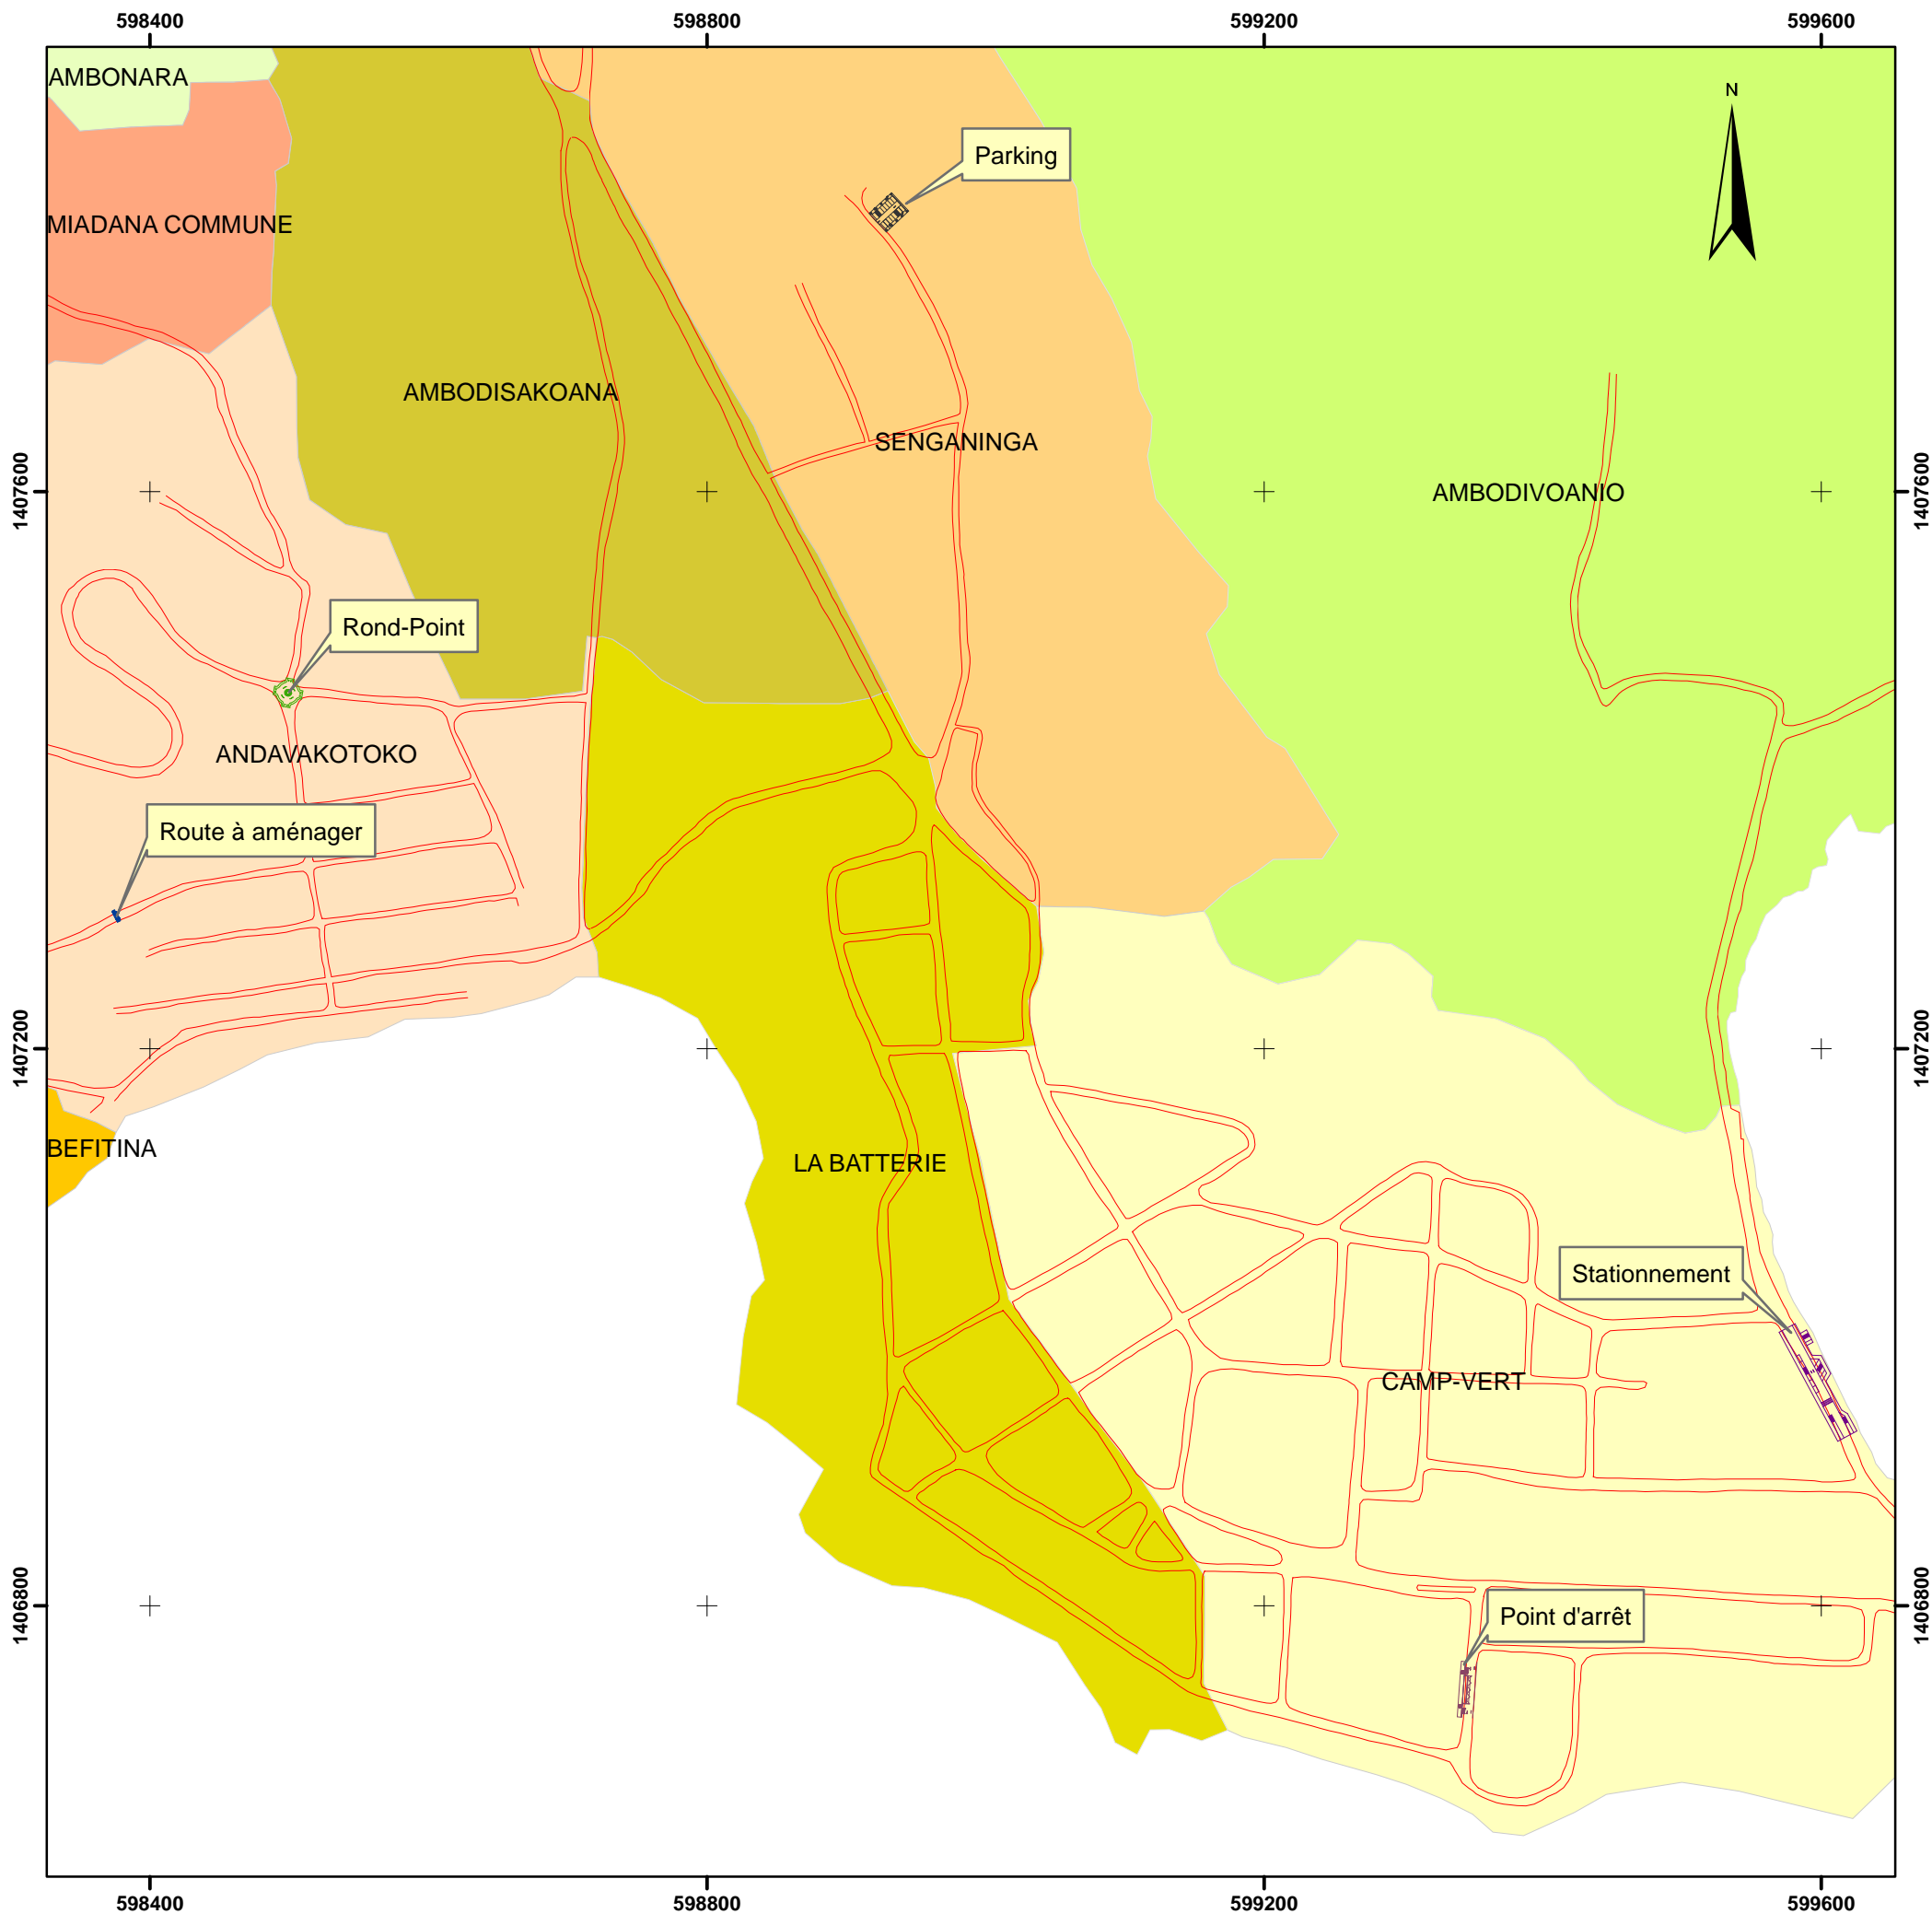 598400
598800
599200
599600
AMBONARA
N
Parking
MIADANA COMMUNE
AMBODISAKOANA
SENGANINGA
1407600
AMBODIVOANIO
1407600
Rond-Point
ANDAVAKOTOKO
Route à aménager
1407200
1407200
BEFITINA
LA BATTERIE
Stationnement
CAMP-VERT
1406800
Point d'arrêt
1406800
598400
598800
599200
599600